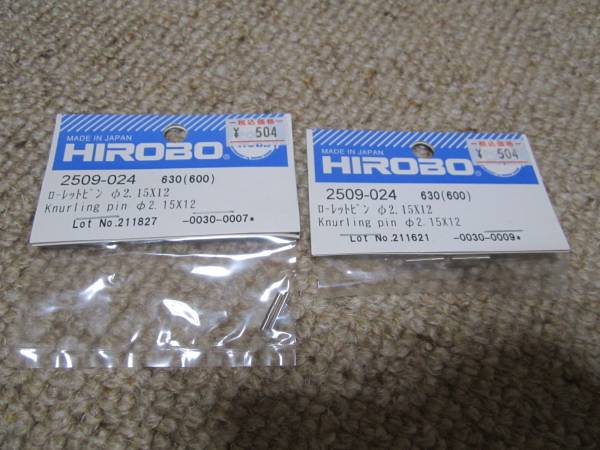 税込価格
¥ 504
MADE IN JAPAN
HIROBO®
2509-024 630(600)
ローレットピン φ2.15X12
Knurling pin φ2.15X12
Lot No.211827 -0030-0007*
税込価格
¥ 504
MADE IN JAPAN
HIROBO®
2509-024 630(600)
ローレットピン φ2.15X12
Knurling pin φ2.15X12
Lot No.211621 -0030-0009*